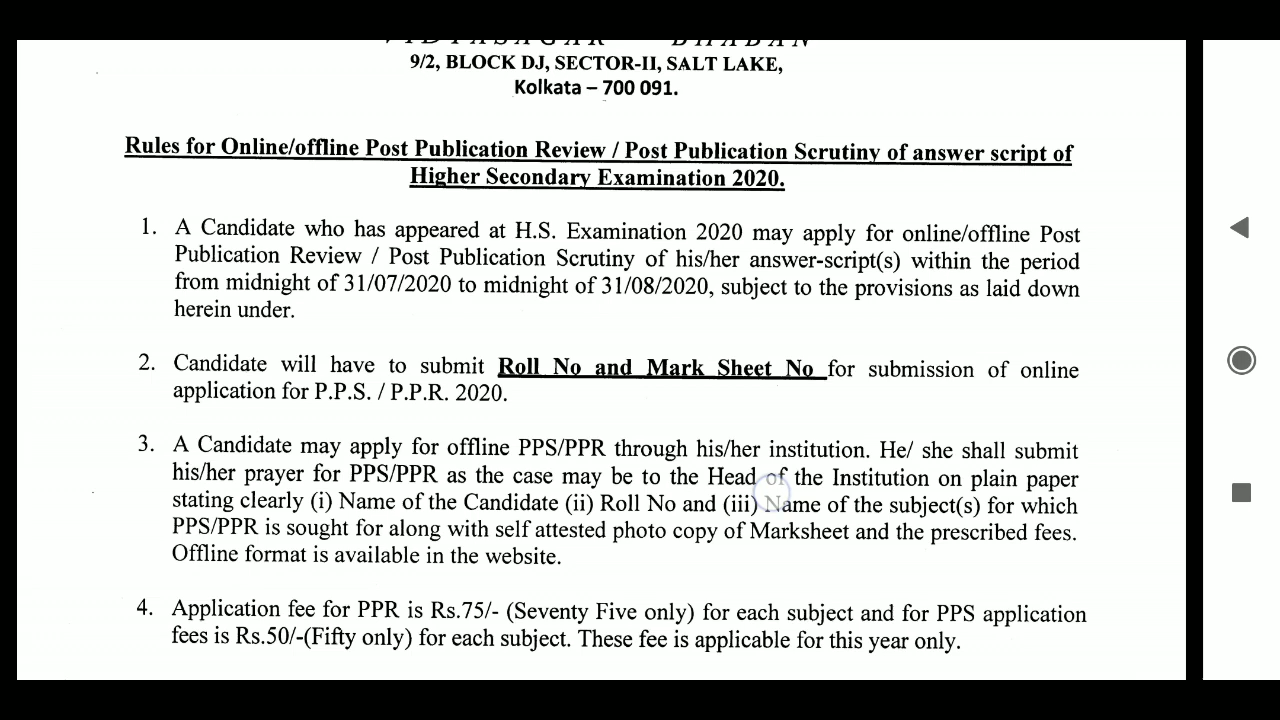 VIDYASAGAR BHABAN
9/2, BLOCK DJ, SECTOR-II, SALT LAKE,
Kolkata – 700 091.
Rules for Online/offline Post Publication Review / Post Publication Scrutiny of answer script of
Higher Secondary Examination 2020.
1. A Candidate who has appeared at H.S. Examination 2020 may apply for online/offline Post
Publication Review / Post Publication Scrutiny of his/her answer-script(s) within the period
from midnight of 31/07/2020 to midnight of 31/08/2020, subject to the provisions as laid down
herein under.
2. Candidate will have to submit Roll No and Mark Sheet No for submission of online
application for P.P.S. / P.P.R. 2020.
3. A Candidate may apply for offline PPS/PPR through his/her institution. He/ she shall submit
his/her prayer for PPS/PPR as the case may be to the Head of the Institution on plain paper
stating clearly (i) Name of the Candidate (ii) Roll No and (iii) Name of the subject(s) for which
PPS/PPR is sought for along with self attested photo copy of Marksheet and the prescribed fees.
Offline format is available in the website.
4. Application fee for PPR is Rs.75/- (Seventy Five only) for each subject and for PPS application
fees is Rs.50/-(Fifty only) for each subject. These fee is applicable for this year only.